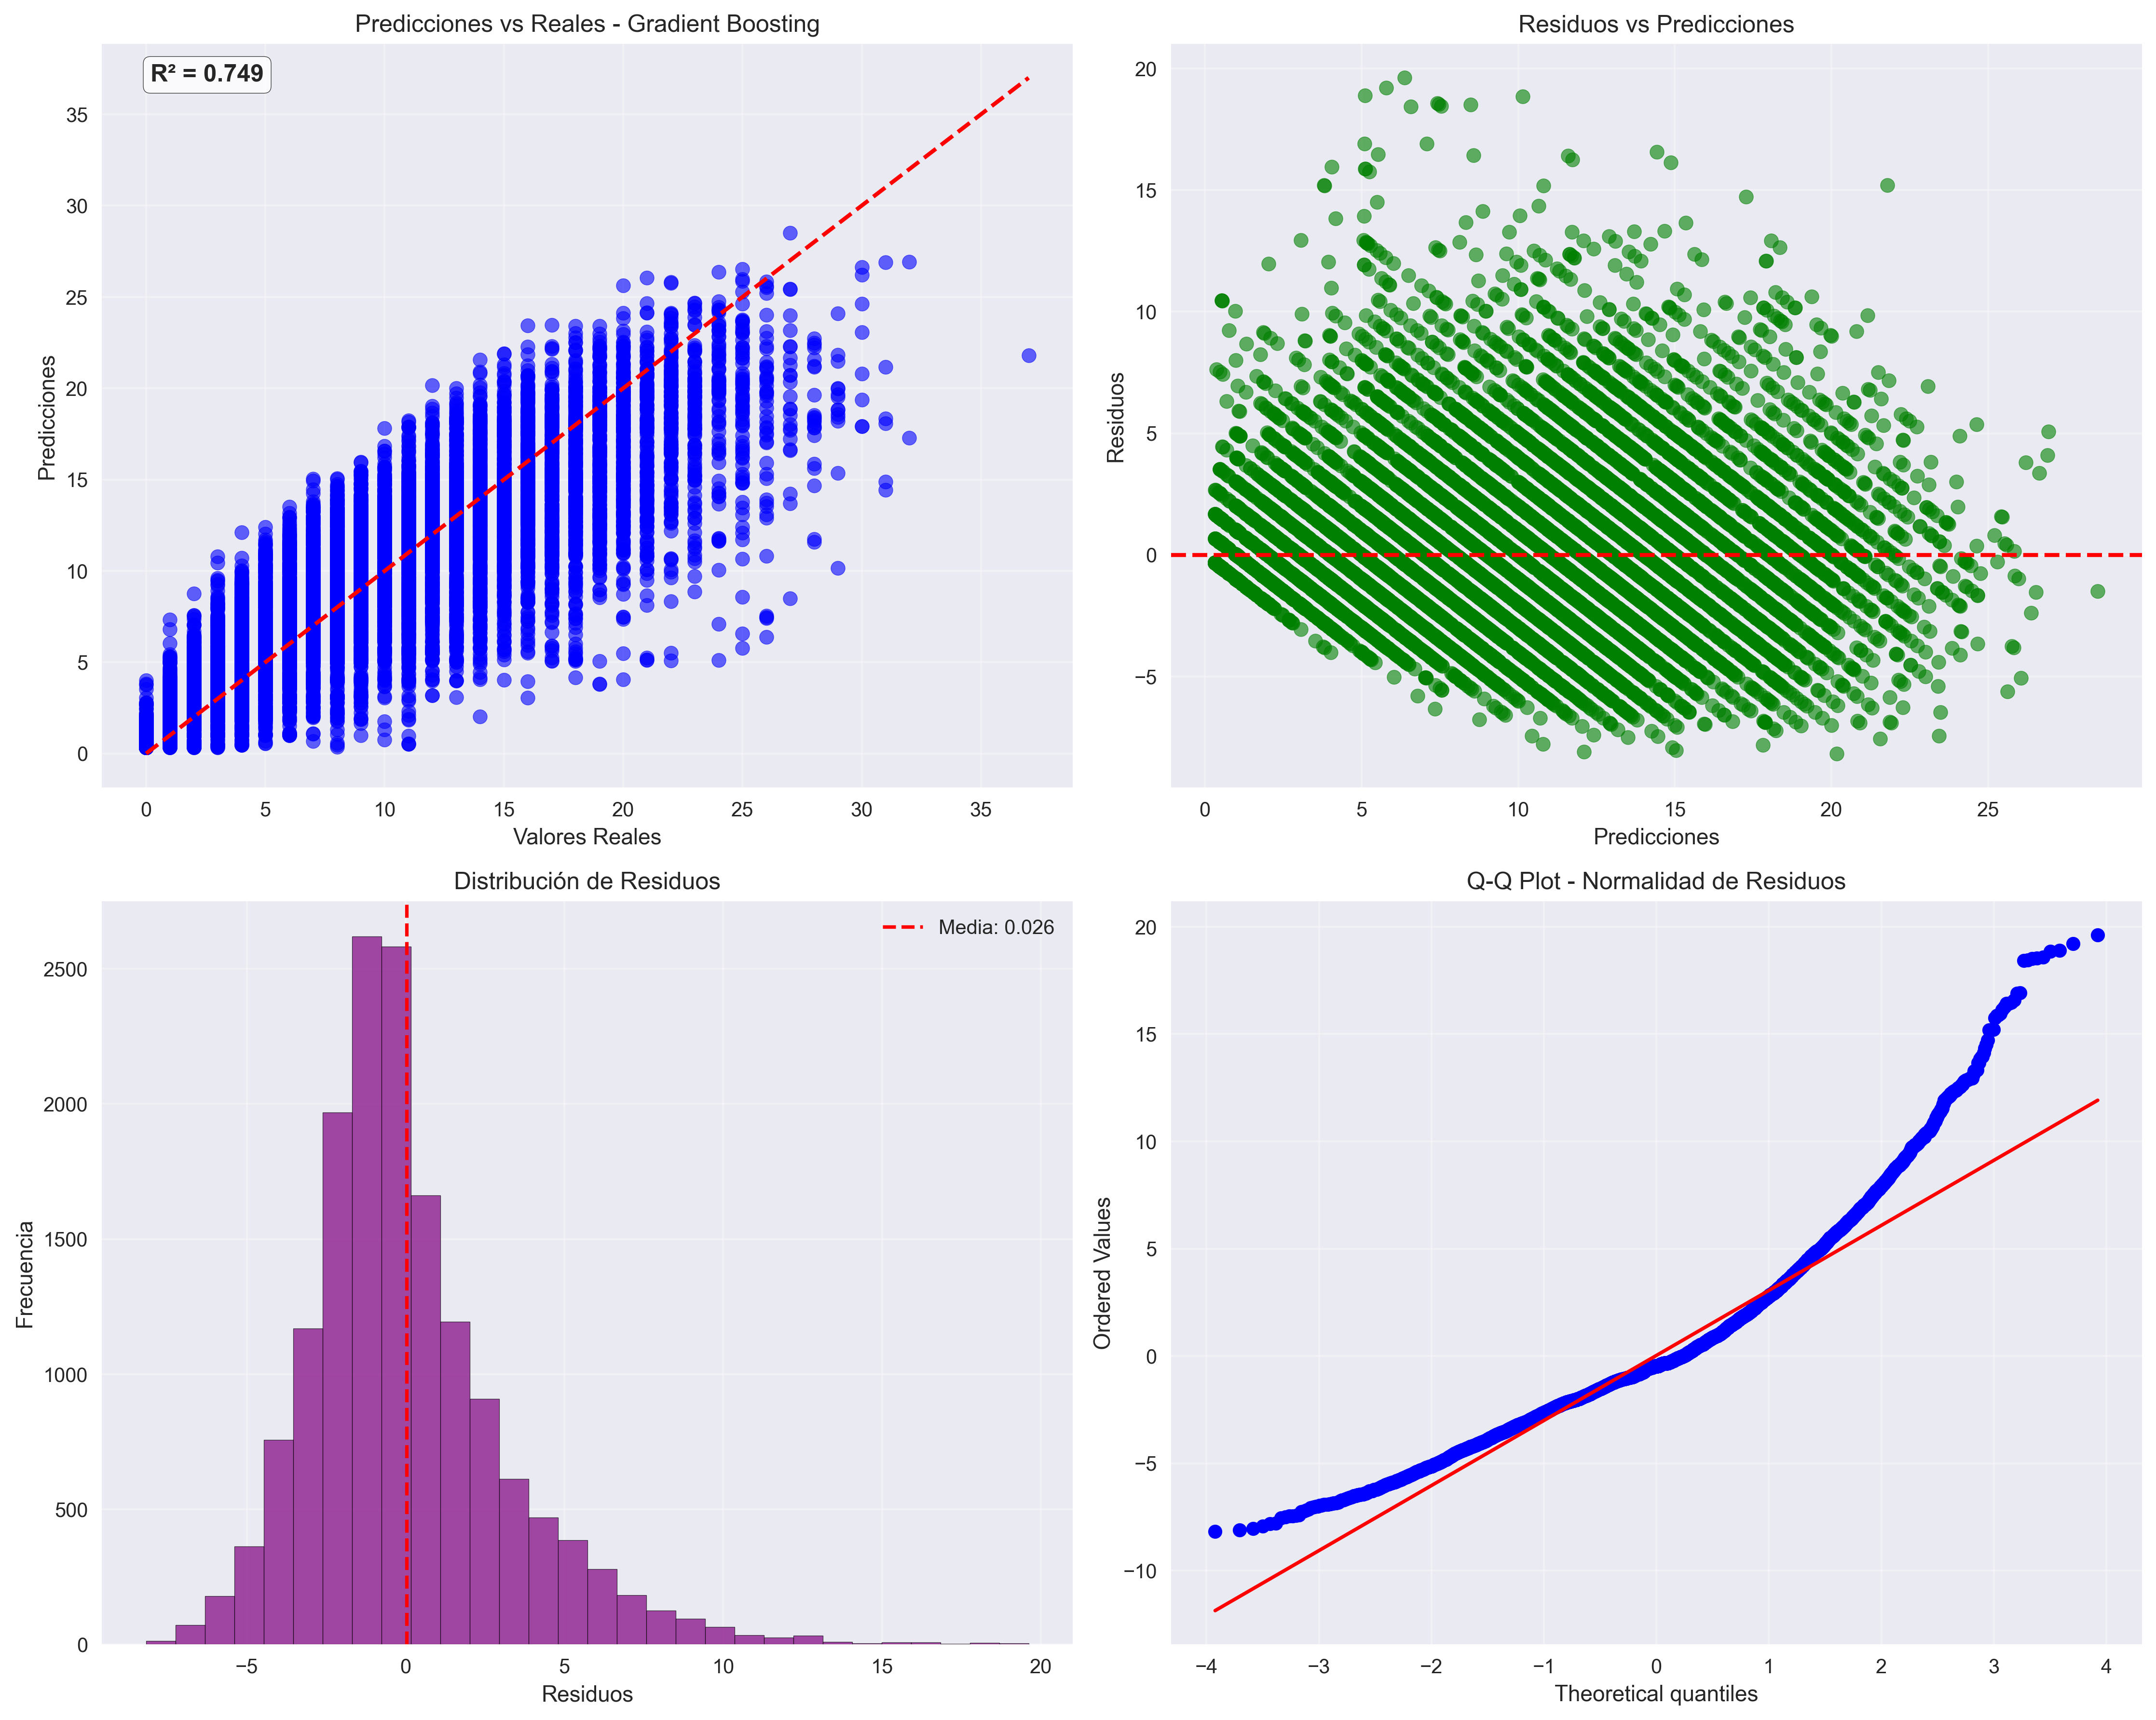 Predicciones vs Reales - Gradient Boosting
R² = 0.749
35
30
25
20
15
10
5
0
Predicciones
0 5 10 15 20 25 30 35
Valores Reales
Residuos vs Predicciones
20
15
10
5
0
−5
Residuos
0 5 10 15 20 25
Predicciones
Distribución de Residuos
Media: 0.026
2500
2000
1500
1000
500
0
Frecuencia
−5 0 5 10 15 20
Residuos
Q-Q Plot - Normalidad de Residuos
20
15
10
5
0
−5
−10
Ordered Values
−4 −3 −2 −1 0 1 2 3 4
Theoretical quantiles